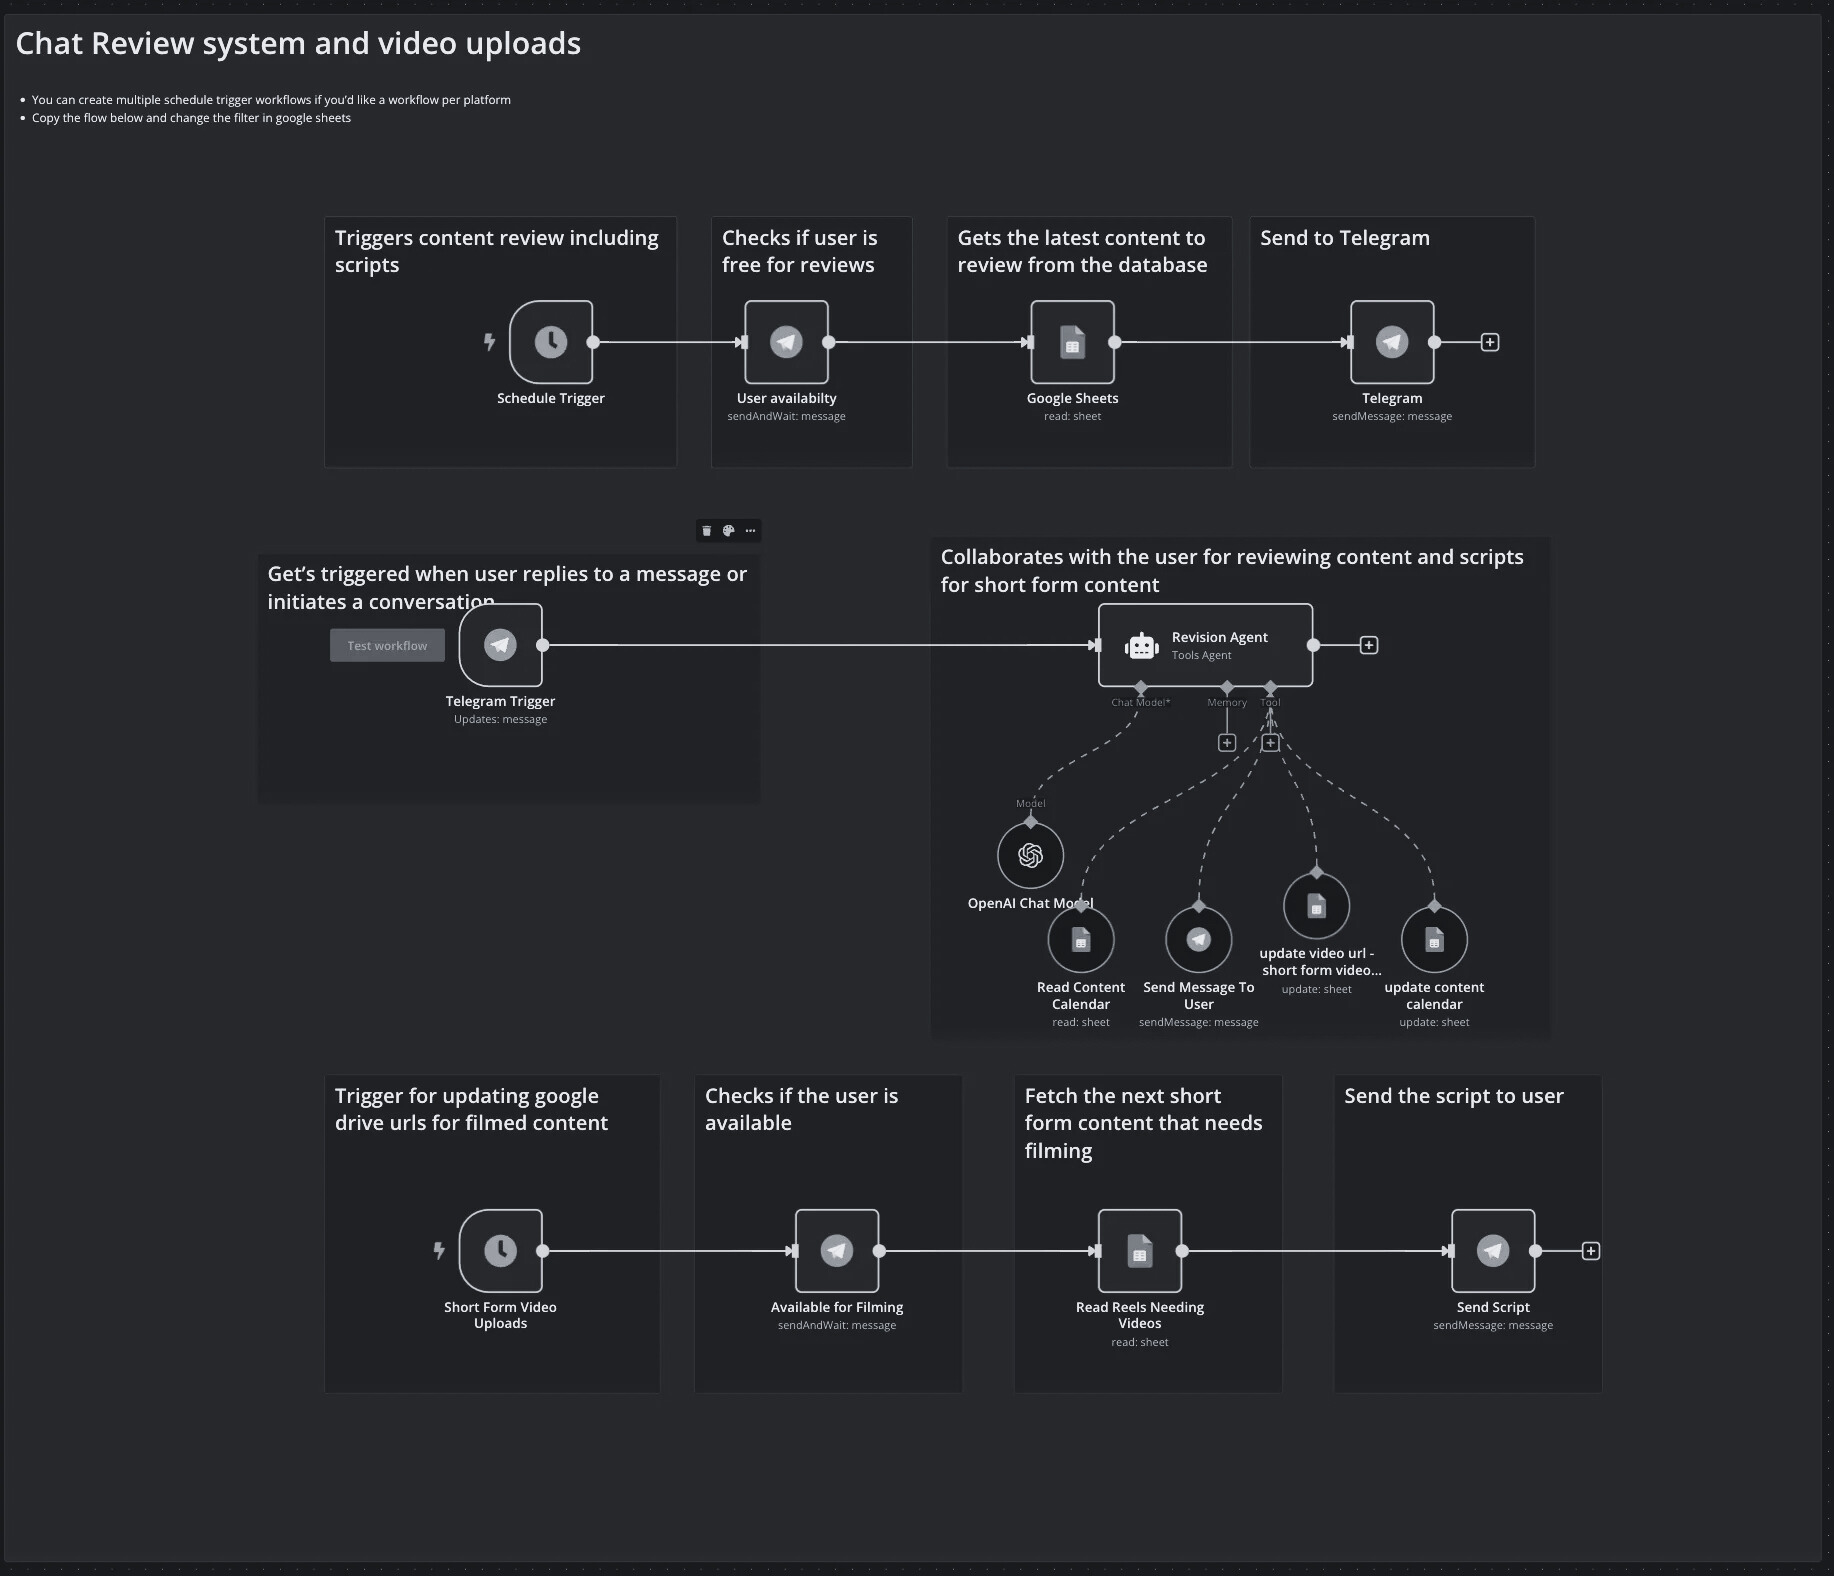 Chat Review system and video uploads
You can create multiple schedule trigger workflows if you'd like a workflow per platform
Copy the flow below and change the filter in google sheets
Triggers content review including
scripts
Schedule Trigger
Checks if user is
free for reviews
User availabilty
sendAndWait: message
Gets the latest content to
review from the database
Google Sheets
read: sheet
Send to Telegram
Telegram
sendMessage: message
Get's triggered when user replies to a message or
initiates a conversation
Test workflow
Telegram Trigger
Updates: message
Collaborates with the user for reviewing content and scripts
for short form content
Revision Agent
Tools Agent
Chat Model*
Memory
Tool
Model
OpenAI Chat Model
Read Content
Calendar
read: sheet
Send Message To
User
sendMessage: message
update video url -
short form video...
update: sheet
update content
calendar
update: sheet
Trigger for updating google
drive urls for filmed content
Short Form Video
Uploads
Checks if the user is
available
Available for Filming
sendAndWait: message
Fetch the next short
form content that needs
filming
Read Reels Needing
Videos
read: sheet
Send the script to user
Send Script
sendMessage: message